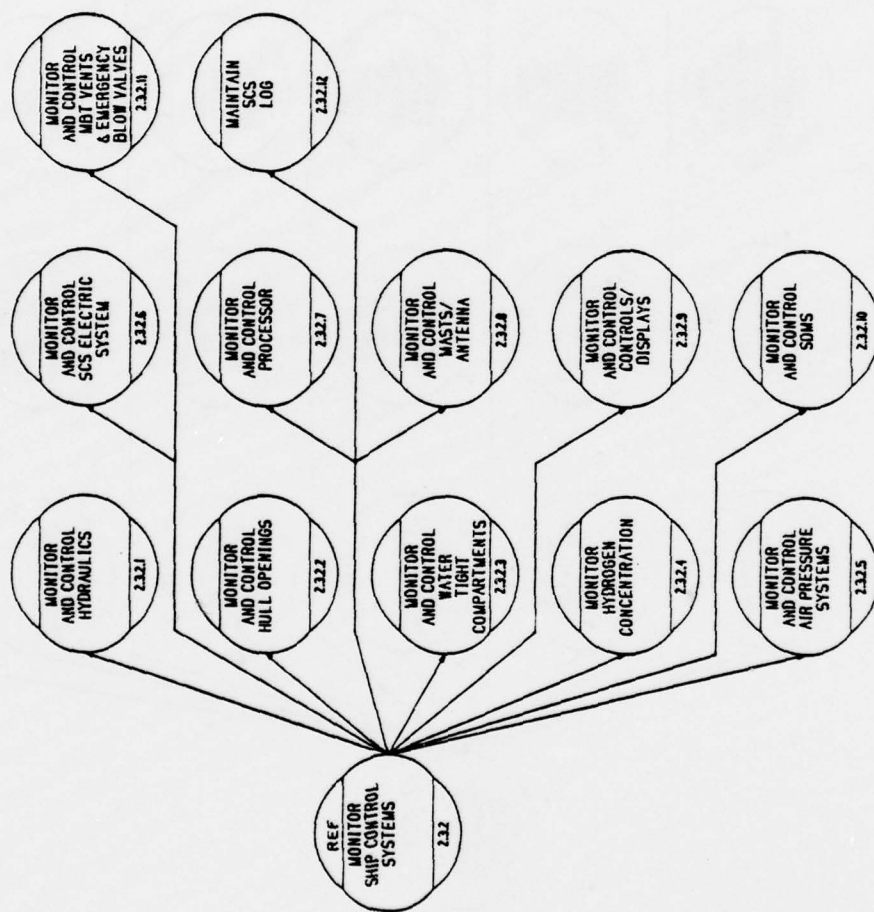 REF
MONITOR
SHIP CONTROL
SYSTEMS
2.3.2
MONITOR
AND CONTROL
HYDRAULICS
2.3.2.1
MONITOR
AND CONTROL
HULL OPENINGS
2.3.2.2
MONITOR
AND CONTROL
WATER
TIGHT
COMPARTMENTS
2.3.2.3
MONITOR
HYDROGEN
CONCENTRATION
2.3.2.4
MONITOR
AND CONTROL
AIR PRESSURE
SYSTEMS
2.3.2.5
MONITOR
AND CONTROL
SCS ELECTRIC
SYSTEM
2.3.2.6
MONITOR
AND CONTROL
PROCESSOR
2.3.2.7
MONITOR
AND CONTROL
MASTS/
ANTENNA
2.3.2.8
MONITOR
AND CONTROL
CONTROLS/
DISPLAYS
2.3.2.9
MONITOR
AND CONTROL
SOMS
2.3.2.10
MONITOR
AND CONTROL
MBT VENTS
& EMERGENCY
BLOW VALVES
2.3.2.11
MAINTAIN
SCS
LOG
2.3.2.12